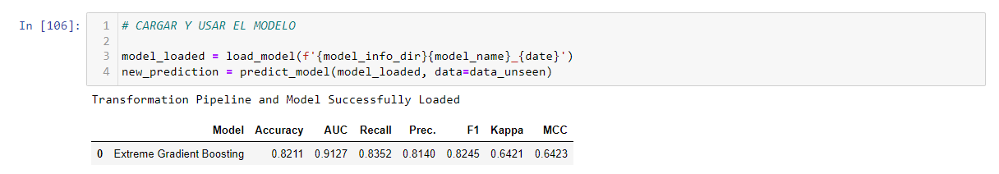 In [106]:
1 # CARGAR Y USAR EL MODELO
2
3 model_loaded = load_model(f'{model_info_dir}{model_name}_{date}')
4 new_prediction = predict_model(model_loaded, data=data_unseen)
Transformation Pipeline and Model Successfully Loaded
Model Accuracy AUC Recall Prec. F1 Kappa MCC
0 Extreme Gradient Boosting 0.8211 0.9127 0.8352 0.8140 0.8245 0.6421 0.6423